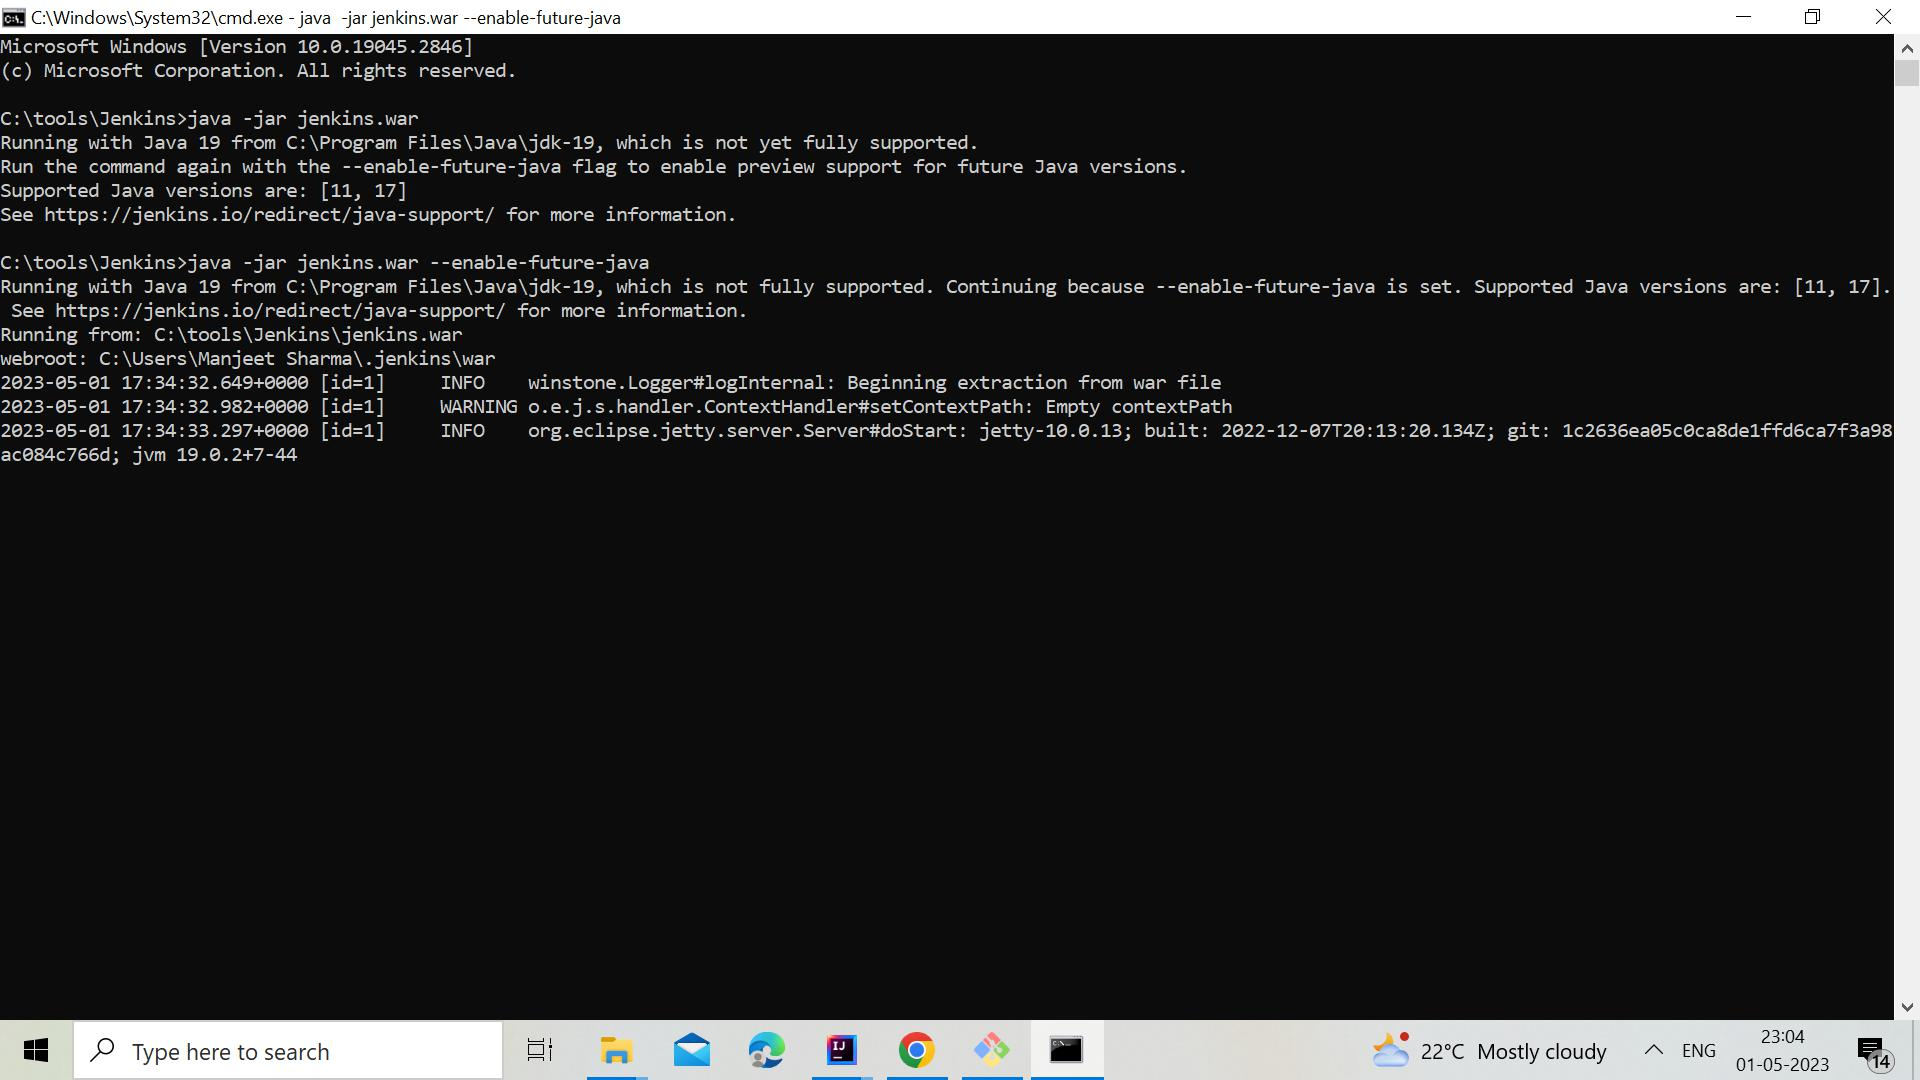 C:\Windows\System32\cmd.exe - java  -jar jenkins.war --enable-future-java
Microsoft Windows [Version 10.0.19045.2846]
(c) Microsoft Corporation. All rights reserved.
C:\tools\Jenkins>java -jar jenkins.war
Running with Java 19 from C:\Program Files\Java\jdk-19, which is not yet fully supported.
Run the command again with the --enable-future-java flag to enable preview support for future Java versions.
Supported Java versions are: [11, 17]
See https://jenkins.io/redirect/java-support/ for more information.
C:\tools\Jenkins>java -jar jenkins.war --enable-future-java
Running with Java 19 from C:\Program Files\Java\jdk-19, which is not fully supported. Continuing because --enable-future-java is set. Supported Java versions are: [11, 17].
See https://jenkins.io/redirect/java-support/ for more information.
Running from: C:\tools\Jenkins\jenkins.war
webroot: C:\Users\Manjeet Sharma\.jenkins\war
2023-05-01 17:34:32.649+0000 [id=1]     INFO    winstone.Logger#logInternal: Beginning extraction from war file
2023-05-01 17:34:32.982+0000 [id=1]     WARNING o.e.j.s.handler.ContextHandler#setContextPath: Empty contextPath
2023-05-01 17:34:33.297+0000 [id=1]     INFO    org.eclipse.jetty.server.Server#doStart: jetty-10.0.13; built: 2022-12-07T20:13:20.134Z; git: 1c2636ea05c0ca8de1ffd6ca7f3a98
ac084c766d; jvm 19.0.2+7-44
Type here to search
IJ
22°C Mostly cloudy
ENG
23:04
01-05-2023
14